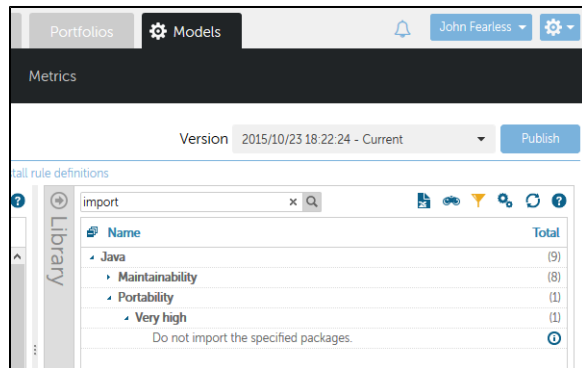 Portfolios
Models
John Fearless
Metrics
Version 2015/10/23 18:22:24 - Current Publish
tall rule definitions
Library
import
Name Total
Java (9)
Maintainability (8)
Portability (1)
Very high (1)
Do not import the specified packages.